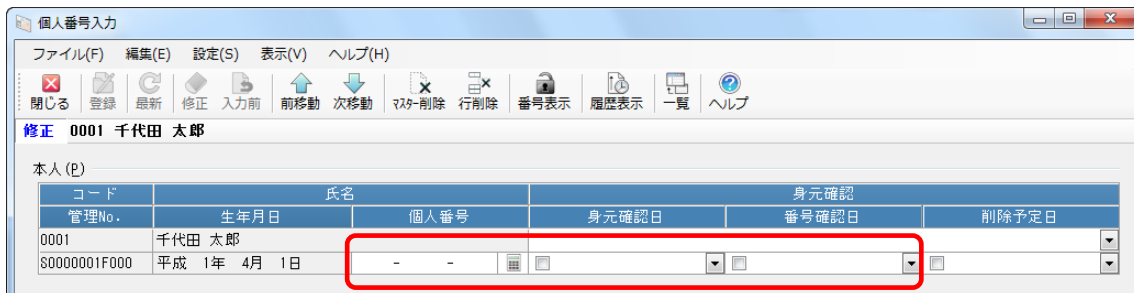 個人番号入力
ファイル(F) 編集(E) 設定(S) 表示(V) ヘルプ(H)
閉じる 登録 最新 修正 入力前 前移動 次移動 マスター削除 行削除 番号表示 履歴表示 一覧 ヘルプ
修正 0001 千代田 太郎
本人(P)
コード 氏名 身元確認
管理No. 生年月日 個人番号 身元確認日 番号確認日 削除予定日
0001 千代田 太郎
S0000001F000 平成 1年 4月 1日 - -